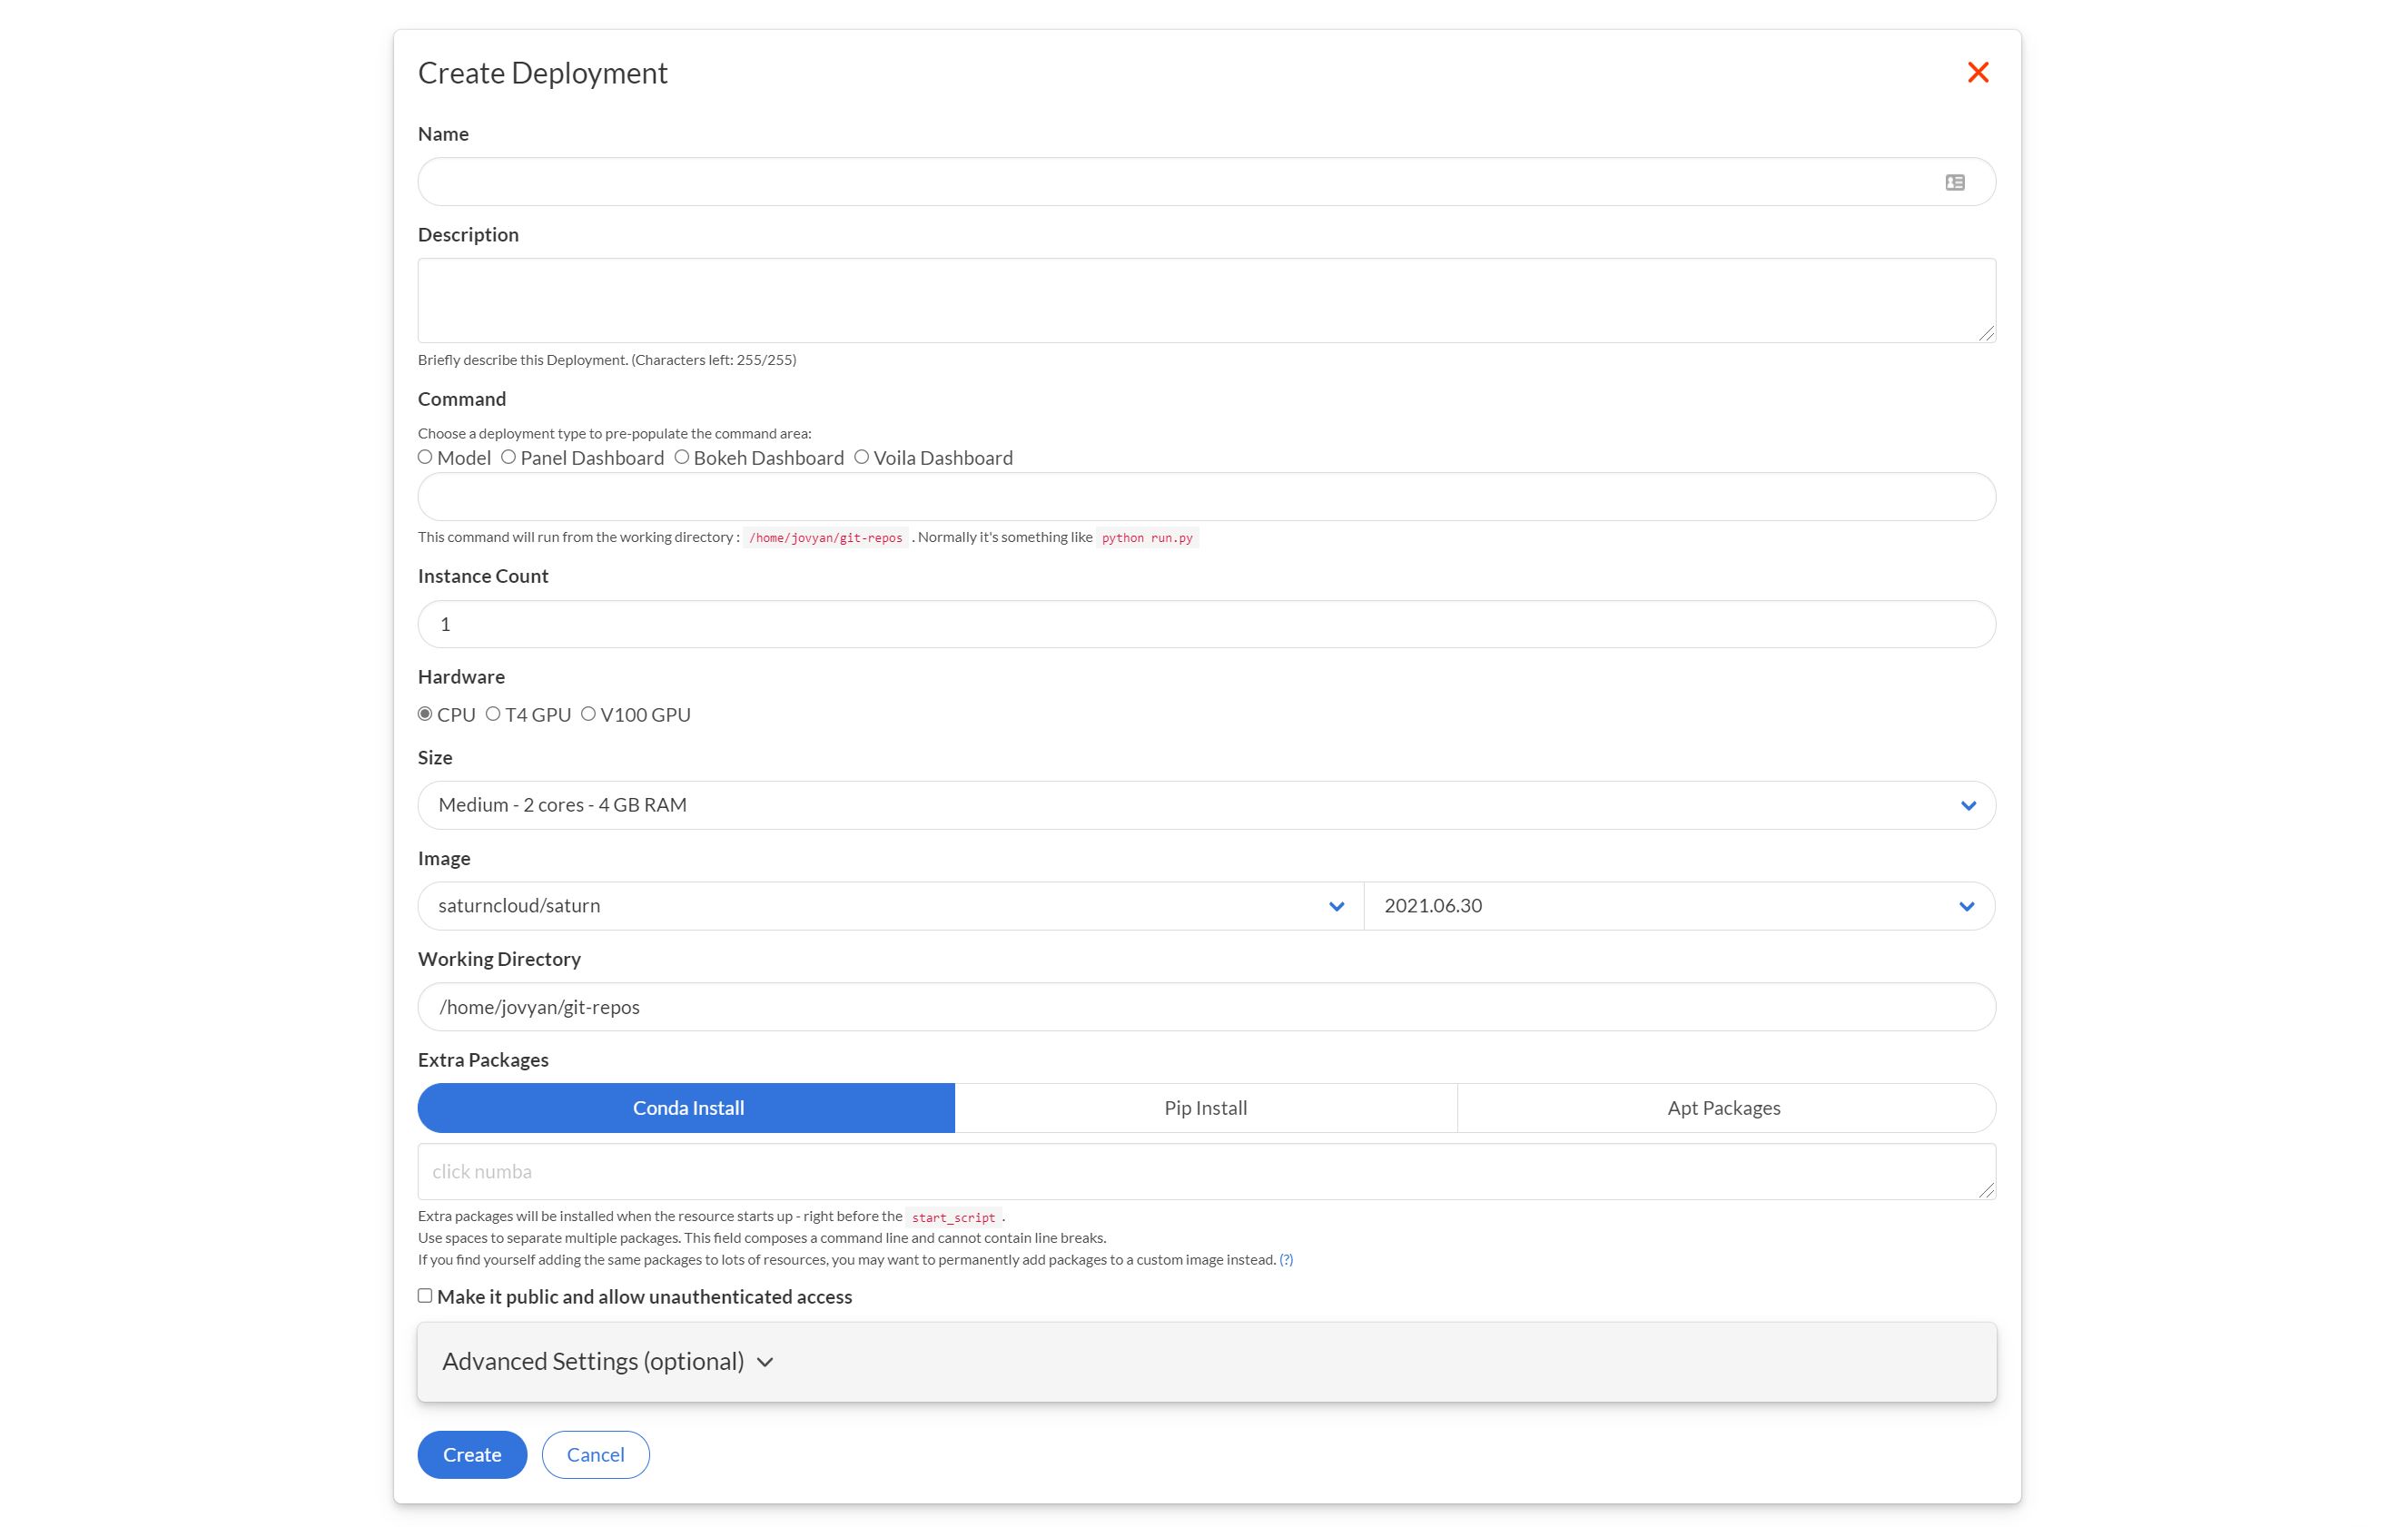 Create Deployment
Name
Description
Briefly describe this Deployment. (Characters left: 255/255)
Command
Choose a deployment type to pre-populate the command area:
Model Panel Dashboard Bokeh Dashboard Voila Dashboard
This command will run from the working directory : /home/jovyan/git-repos . Normally it's something like python run.py
Instance Count
1
Hardware
CPU T4 GPU V100 GPU
Size
Medium - 2 cores - 4 GB RAM
Image
saturncloud/saturn 2021.06.30
Working Directory
/home/jovyan/git-repos
Extra Packages
Conda Install Pip Install Apt Packages
click numba
Extra packages will be installed when the resource starts up - right before the start_script .
Use spaces to separate multiple packages. This field composes a command line and cannot contain line breaks.
If you find yourself adding the same packages to lots of resources, you may want to permanently add packages to a custom image instead. (?)
Make it public and allow unauthenticated access
Advanced Settings (optional)
Create Cancel